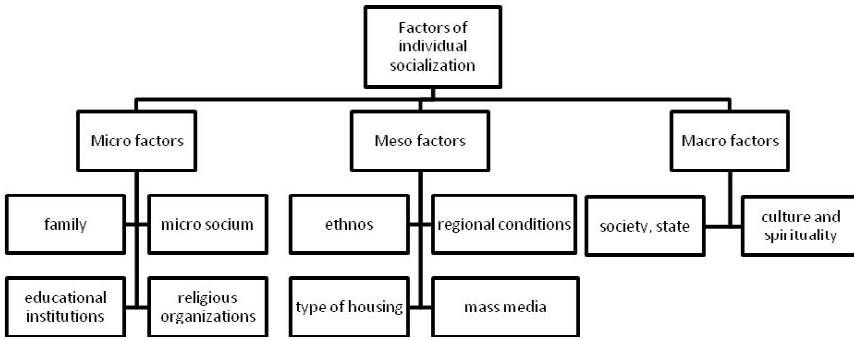 Factors of
individual
socialization
Micro factors
Meso factors
Macro factors
family
micro socium
ethnos
regional conditions
society, state
culture and
spirituality
educational
institutions
religious
organizations
type of housing
mass media